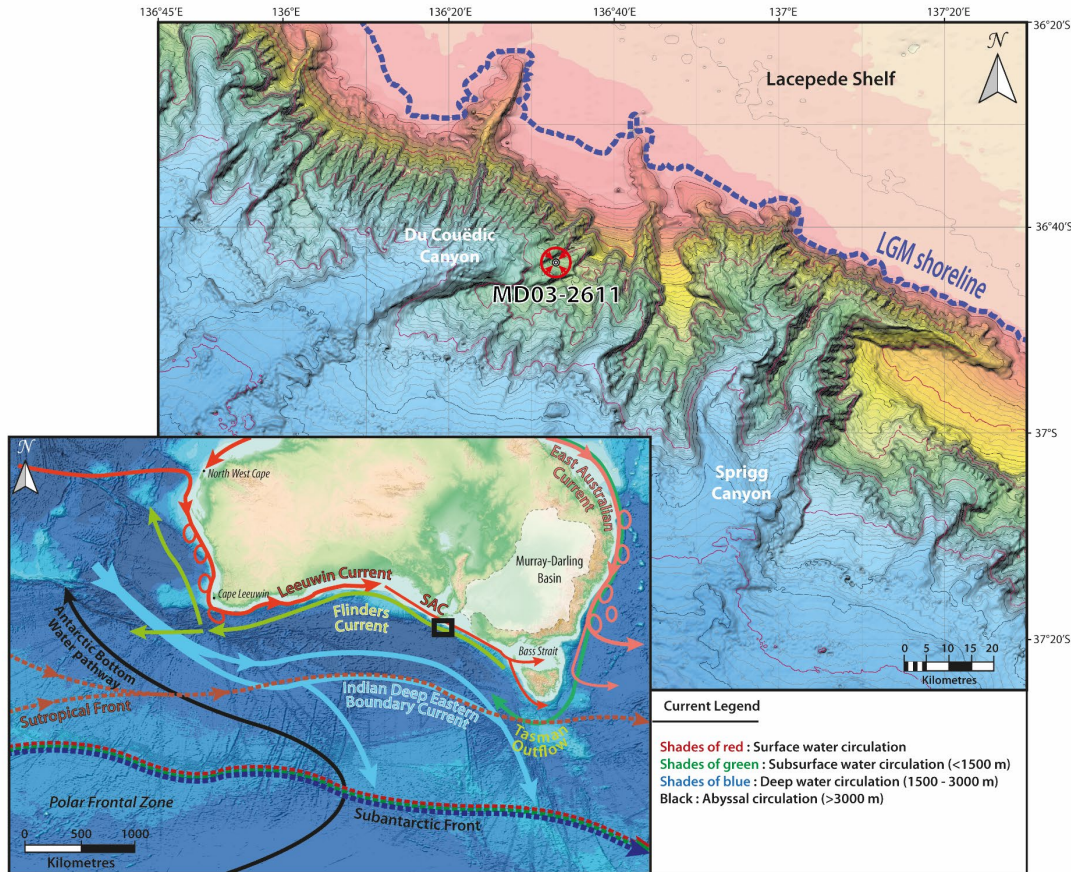 136°45'E
136°E
136°20'
136°40'
137°E
137°20'
36°20'S
N
Lacepede Shelf
36°40'
Du Couëdic
Canyon
LGM shoreline
MD03-2611
37°S
Sprigg
Canyon
37°20'
0 5 10 15 20
Kilometres
N
North West Cape
East Australian
Current
Murray-Darling
Basin
Leeuwin Current
Cape Leeuwin
SAC
Flinders
Current
Bass Strait
Antarctic Bottom
Water pathway
Sutropical Front
Indian Deep Eastern
Boundary Current
Tasman
Outflow
Polar Frontal Zone
Subantarctic Front
0 500 1000
Kilometres
Current Legend
Shades of red : Surface water circulation
Shades of green : Subsurface water circulation (<1500 m)
Shades of blue : Deep water circulation (1500 - 3000 m)
Black : Abyssal circulation (>3000 m)